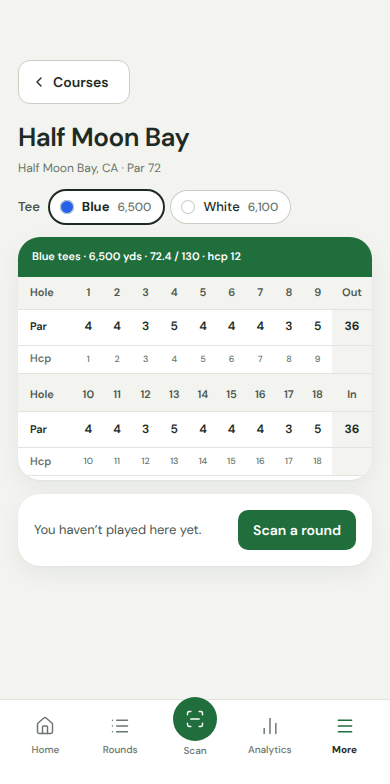 Courses
Half Moon Bay
Half Moon Bay, CA · Par 72
Tee Blue 6,500 White 6,100
Blue tees · 6,500 yds · 72.4 / 130 · hcp 12
Hole 1 2 3 4 5 6 7 8 9 Out
Par 4 4 3 5 4 4 4 3 5 36
Hcp 1 2 3 4 5 6 7 8 9
Hole 10 11 12 13 14 15 16 17 18 In
Par 4 4 3 5 4 4 4 3 5 36
Hcp 10 11 12 13 14 15 16 17 18
You haven’t played here yet. Scan a round
Home Rounds Scan Analytics More